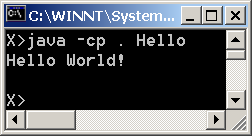 C:\WINNT\System...
X>java -cp . Hello
Hello World!
X>